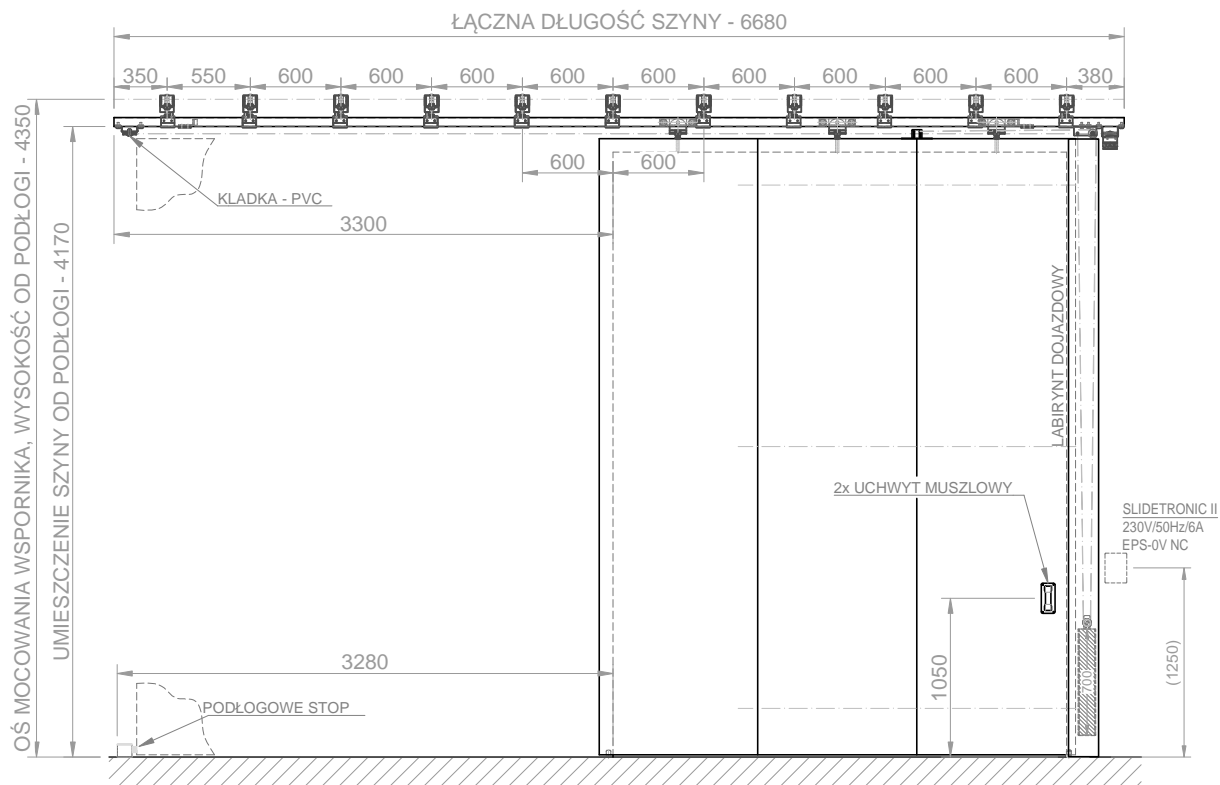 ŁĄCZNA DŁUGOŚĆ SZYNY - 6680
350 550 600 600 600 600 600 600 600 600 600 380
OŚ MOCOWANIA WSPORNIKA, WYSOKOŚĆ OD PODŁOGI - 4350
UMIESZCZENIE SZYNY OD PODŁOGI - 4170
600 600
KLADKA - PVC
3300
LABIRYNT DOJAZDOWY
2x UCHWYT MUSZLOWY
SLIDETRONIC II
230V/50Hz/6A
EPS-0V NC
3280
1050
700
(1250)
PODŁOGOWE STOP